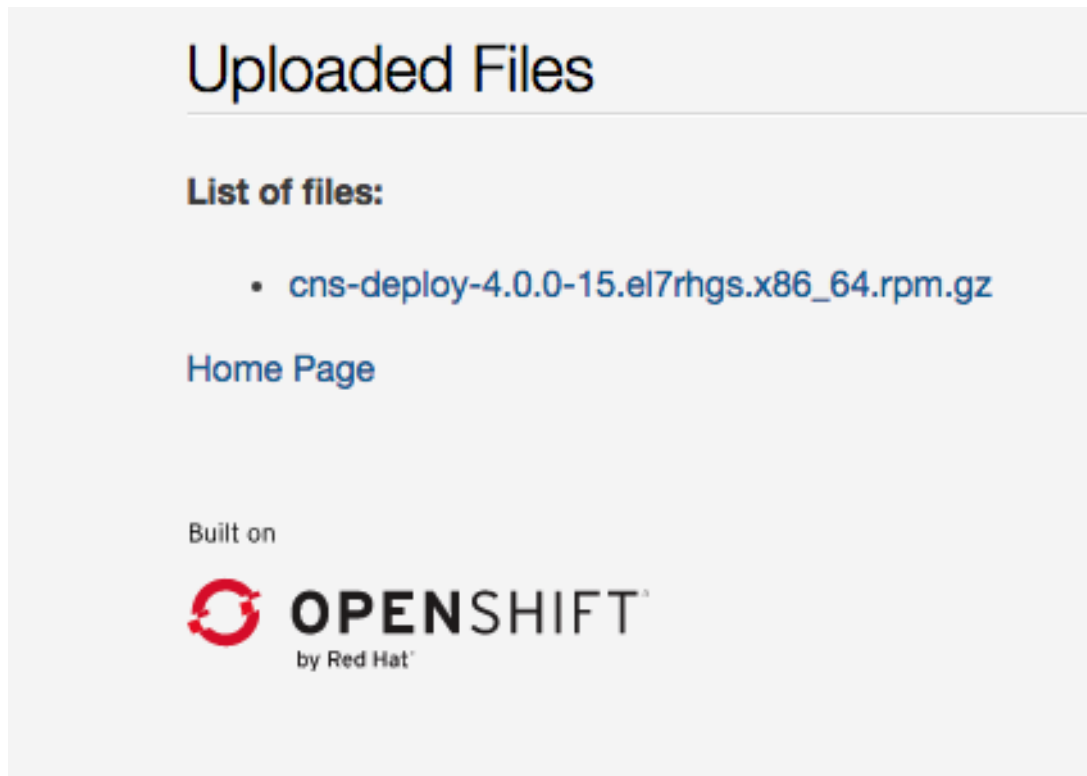 Uploaded Files
List of files:
• cns-deploy-4.0.0-15.el7rhgs.x86_64.rpm.gz
Home Page
Built on
OPENSHIFT
by Red Hat